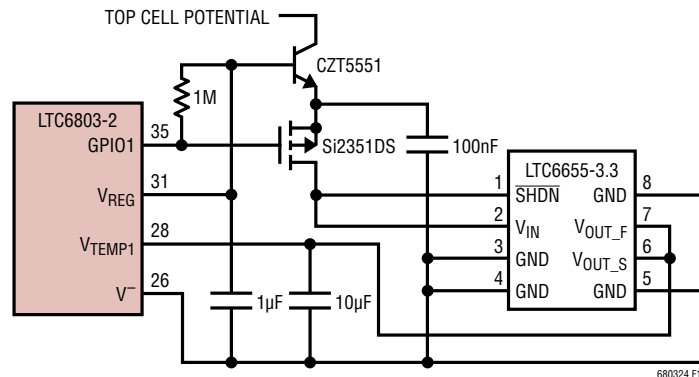 TOP CELL POTENTIAL
CZT5551
1M
LTC6803-2
GPIO1
35
Si2351DS
100nF
LTC6655-3.3
VREG
31
1
SHDN
GND
8
2
VIN
VOUT_F
7
VTEMP1
28
3
GND
VOUT_S
6
4
GND
GND
5
V–
26
1µF
10µF